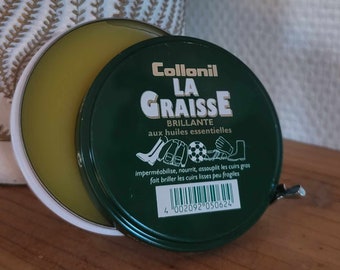 Collonil
LA
GRAISSE
BRILLANTE
aux huiles essentielles
imperméabilise, nourrit, assouplit les cuirs gras
fait briller les cuirs lisses peu fragiles
4 002092 050624